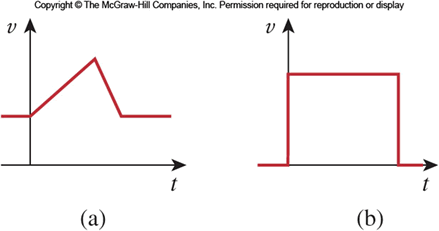 Copyright © The McGraw-Hill Companies, Inc. Permission required for reproduction or display
v
v
t
t
(a)
(b)